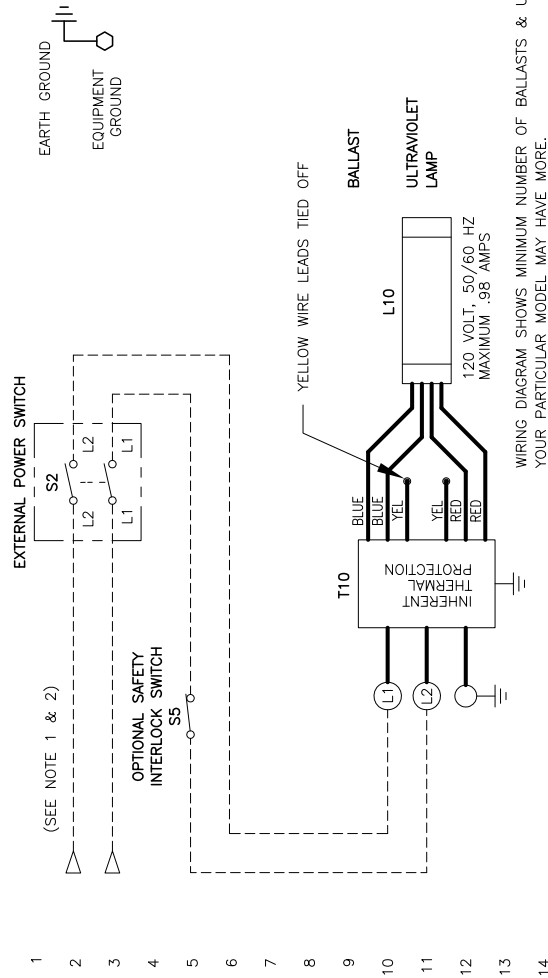 1
2
3
4
5
6
7
8
9
10
11
12
13
14
EARTH GROUND
EQUIPMENT
GROUND
EXTERNAL POWER SWITCH
S2
L2
L2
L1
L1
(SEE NOTE 1 & 2)
OPTIONAL SAFETY
INTERLOCK SWITCH
S5
YELLOW WIRE LEADS TIED OFF
BALLAST
ULTRAVIOLET
LAMP
L10
120 VOLT, 50/60 HZ
MAXIMUM .98 AMPS
T10
INHERENT
THERMAL
PROTECTION
BLUE
BLUE
YEL
YEL
RED
RED
L1
L2
WIRING DIAGRAM SHOWS MINIMUM NUMBER OF BALLASTS & U
YOUR PARTICULAR MODEL MAY HAVE MORE.